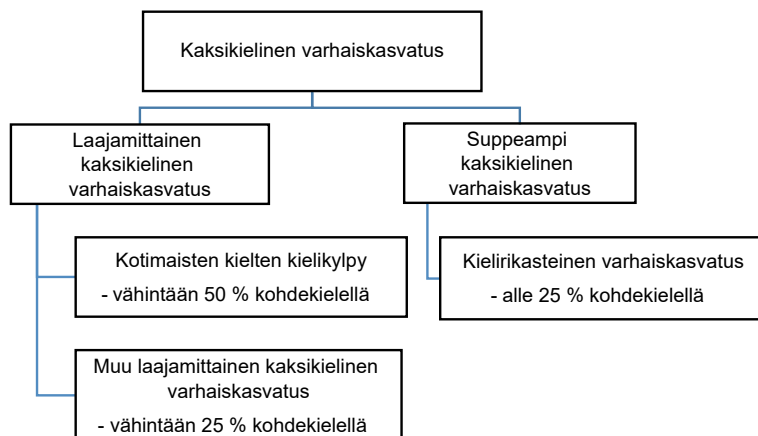 Kaksikielinen varhaiskasvatus
Laajamittainen
kaksikielinen
varhaiskasvatus
Suppeampi
kaksikielinen
varhaiskasvatus
Kotimaisten kielten kielikylpy
- vähintään 50 % kohdekielellä
Kielirikasteinen varhaiskasvatus
- alle 25 % kohdekielellä
Muu laajamittainen kaksikielinen
varhaiskasvatus
- vähintään 25 % kohdekielellä